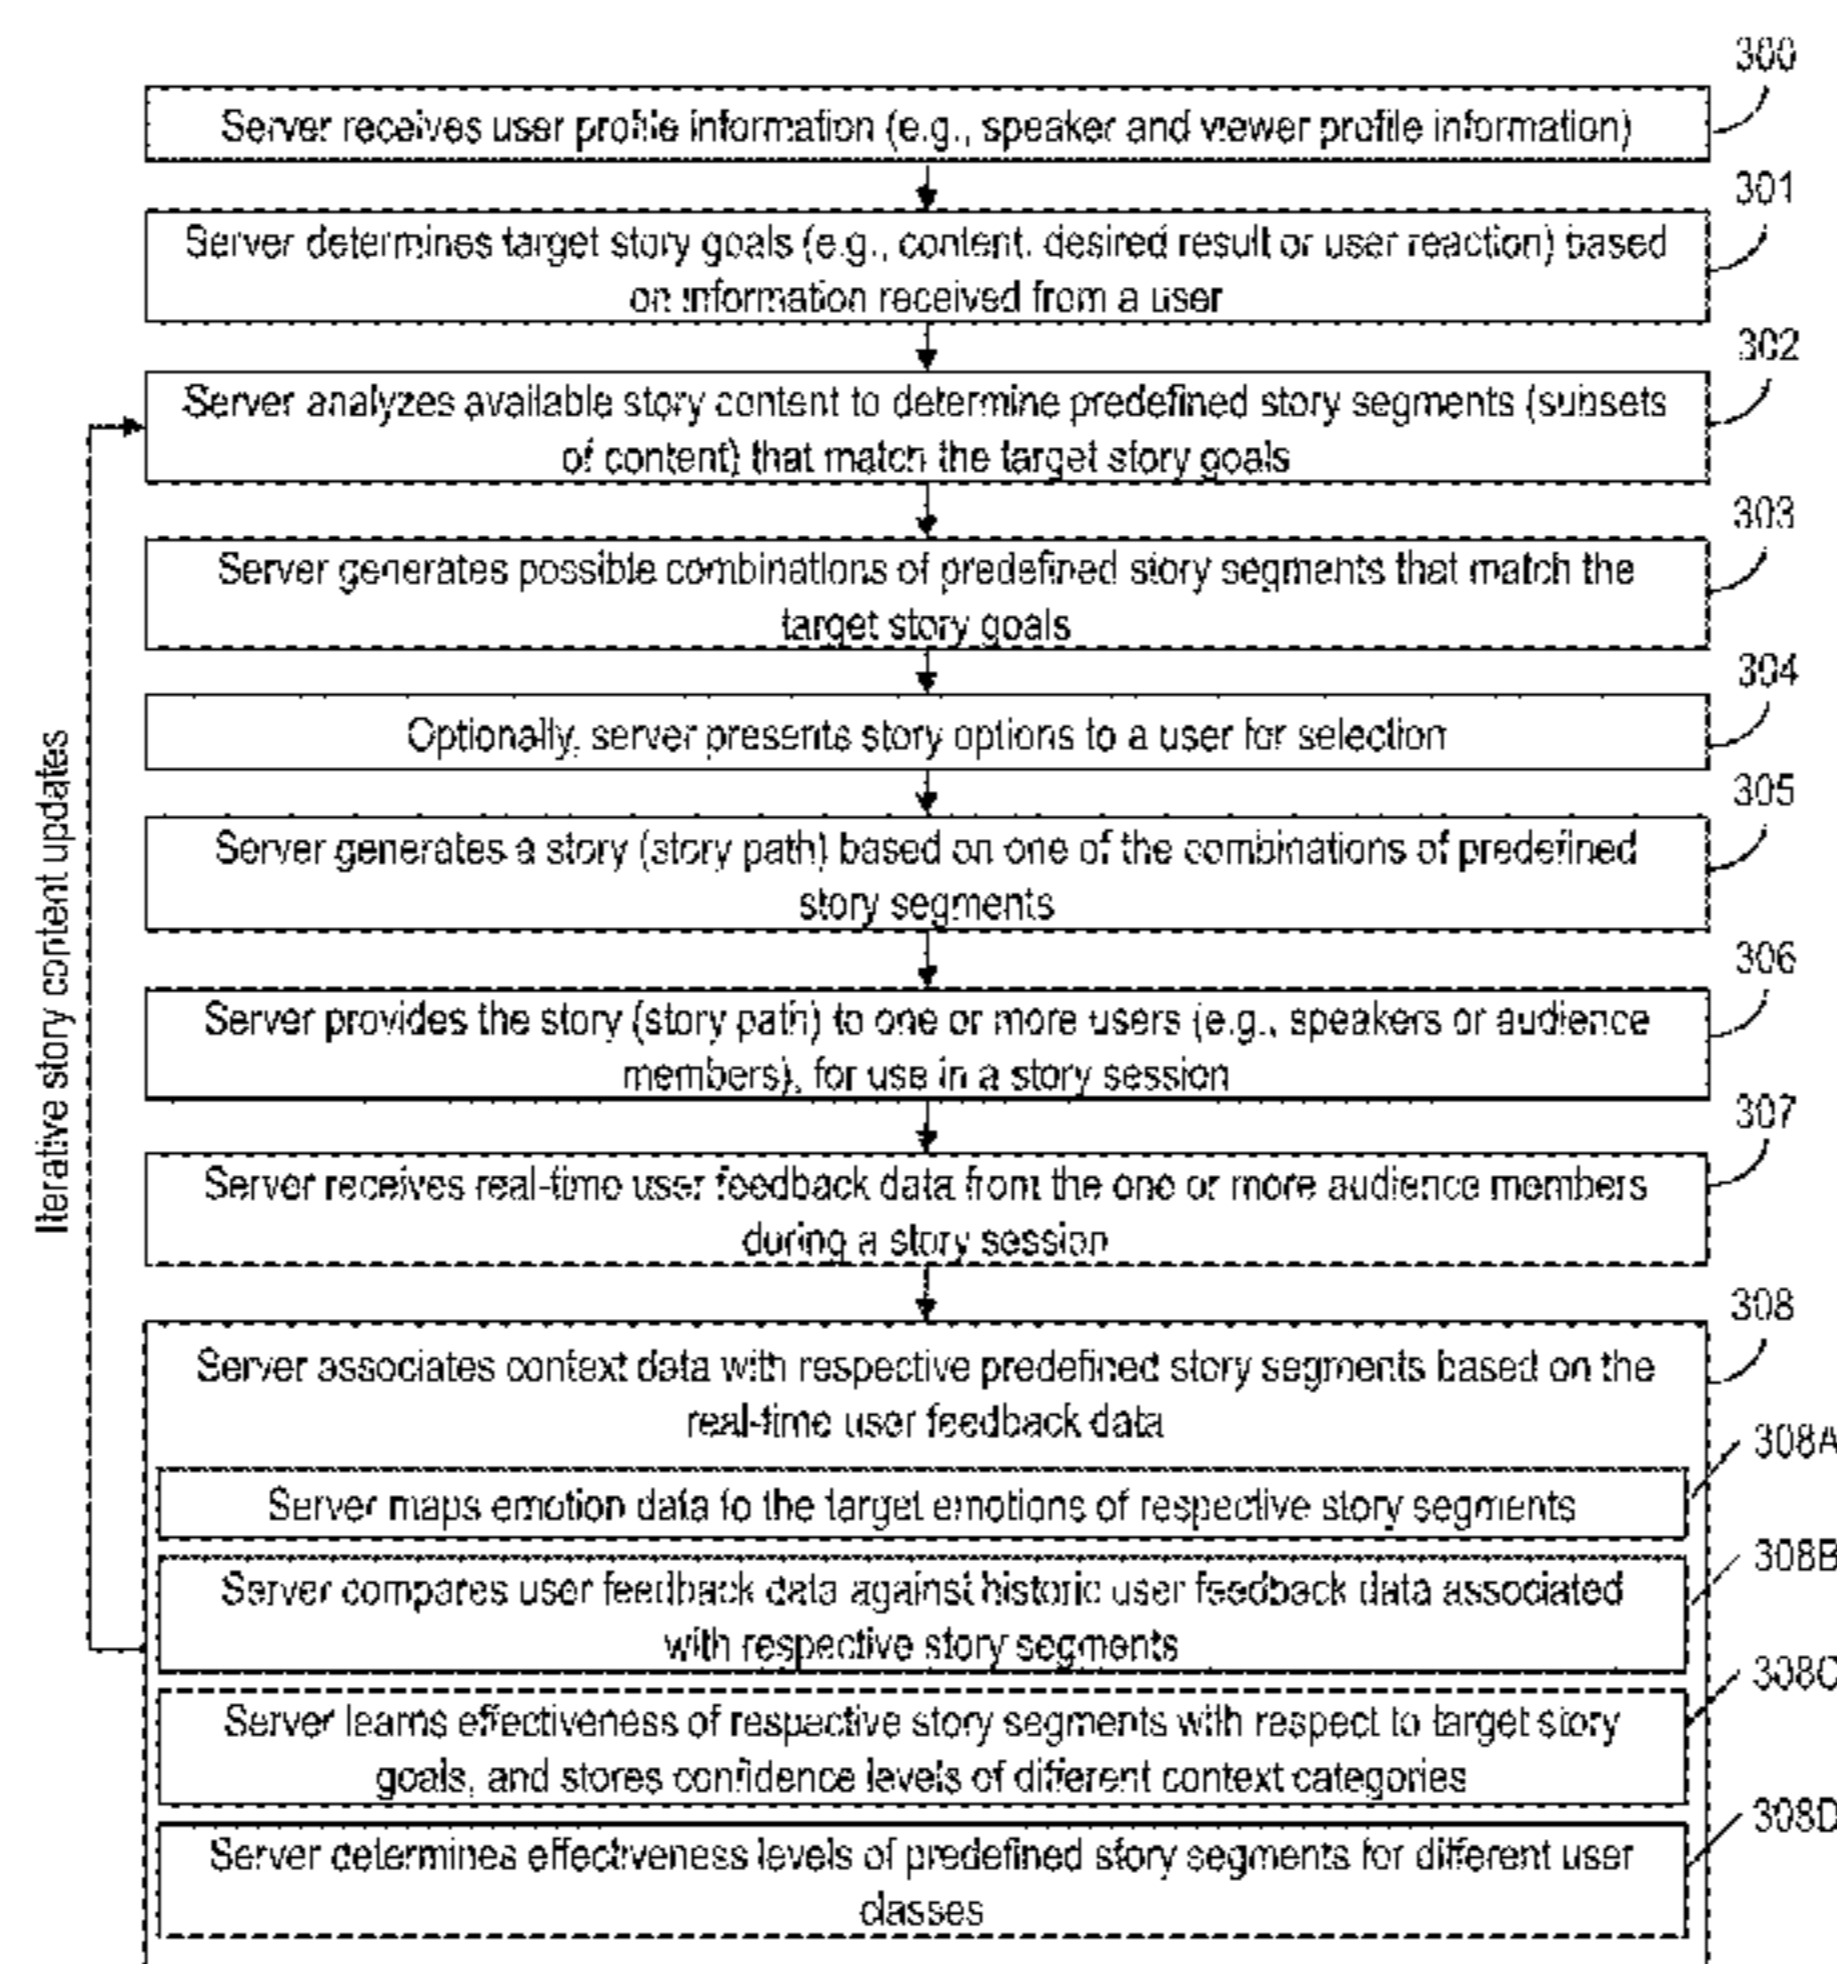 300
Server receives user profile information (e.g., speaker and viewer profile information)
301
Server determines target story goals (e.g., content, desired result or user reaction) based
on information received from a user
302
Server analyzes available story content to determine predefined story segments (subsets
of content) that match the target story goals
303
Server generates possible combinations of predefined story segments that match the
target story goals
304
Optionally, server presents story options to a user for selection
305
Server generates a story (story path) based on one of the combinations of predefined
story segments
306
Server provides the story (story path) to one or more users (e.g., speakers or audience
members), for use in a story session
307
Server receives real-time user feedback data from the one or more audience members
during a story session
308
Server associates context data with respective predefined story segments based on the
real-time user feedback data
308A
Server maps emotion data to the target emotions of respective story segments
308B
Server compares user feedback data against historic user feedback data associated
with respective story segments
308C
Server learns effectiveness of respective story segments with respect to target story
goals, and stores confidence levels of different context categories
308D
Server determines effectiveness levels of predefined story segments for different user
classes
Iterative story content updates